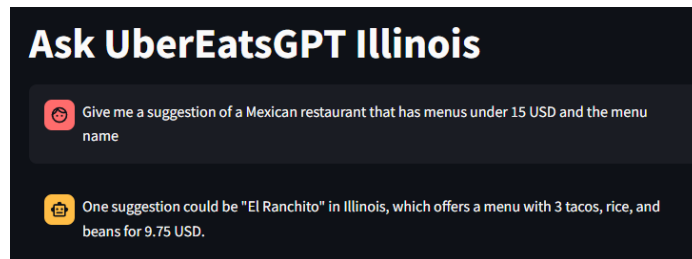 Ask UberEatsGPT Illinois
Give me a suggestion of a Mexican restaurant that has menus under 15 USD and the menu
name
One suggestion could be "El Ranchito" in Illinois, which offers a menu with 3 tacos, rice, and
beans for 9.75 USD.